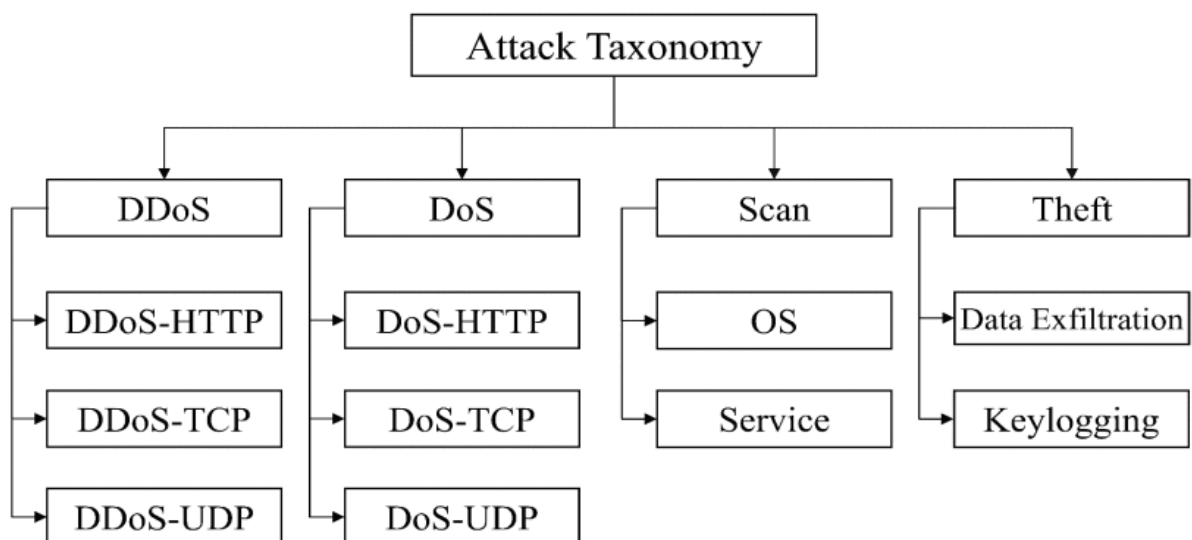 Attack Taxonomy
DDoS
DoS
Scan
Theft
DDoS-HTTP
DoS-HTTP
OS
Data Exfiltration
DDoS-TCP
DoS-TCP
Service
Keylogging
DDoS-UDP
DoS-UDP